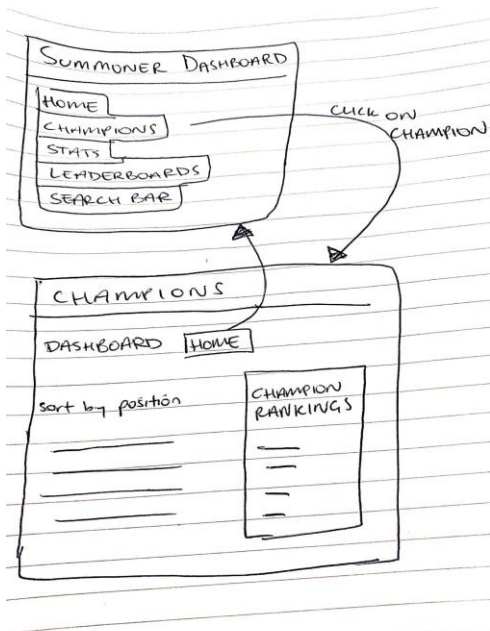 SUMMONER DASHBOARD
HOME
CHAMPIONS
STATS
LEADERBOARDS
SEARCH BAR
CLICK ON
CHAMPION
CHAMPIONS
DASHBOARD HOME
sort by position
CHAMPION
RANKINGS